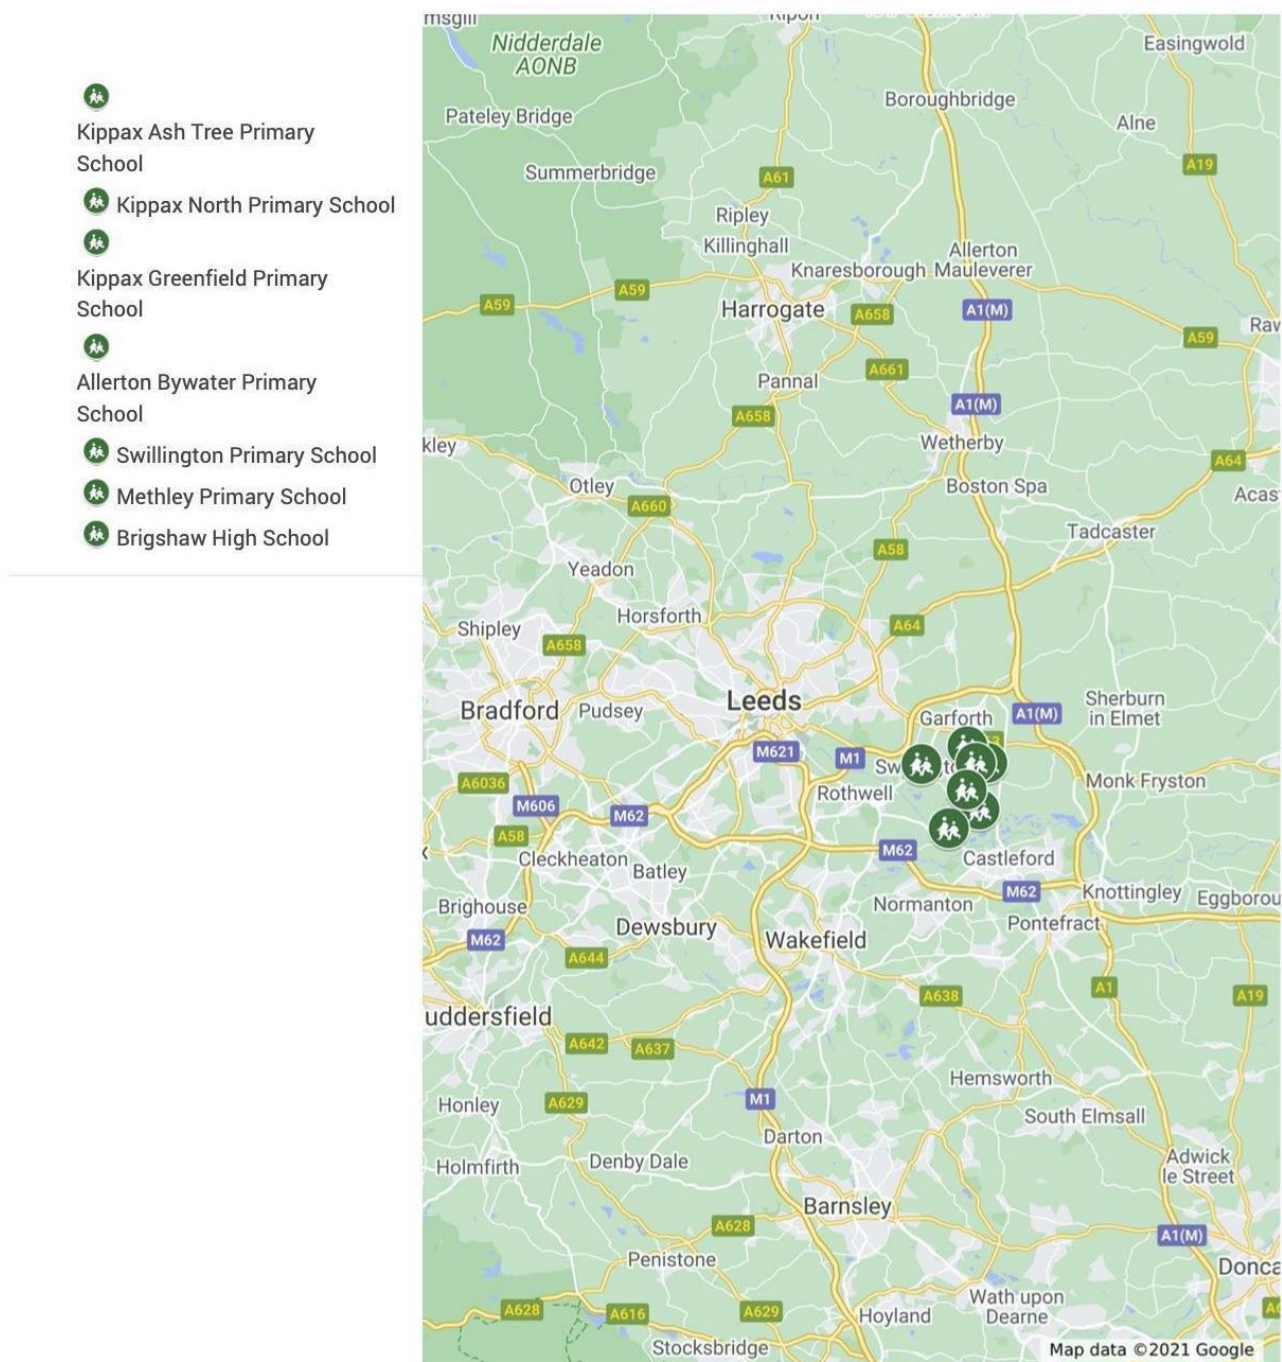 Kippax Ash Tree Primary
School
Kippax North Primary School
Kippax Greenfield Primary
School
Allerton Bywater Primary
School
Swillington Primary School
Methley Primary School
Brigshaw High School
Nidderdale
AONB
Easingwold
Boroughbridge
Pateley Bridge
Alne
A19
Summerbridge
A61
Ripley
Killinghall
Allerton
Mauleverer
Knaresborough
A59
A59
Harrogate
A658
A1(M)
A59
A661
Pannal
A1(M)
A658
Wetherby
kley
A64
Otley
Boston Spa
A660
Tadcaster
A58
Yeadon
Horsforth
A64
Shipley
A658
Leeds
Sherburn
in Elmet
Bradford
Pudsey
Garforth
A1(M)
M621
M1
A6036
Rothwell
Monk Fryston
M606
M62
A58
M62
Cleckheaton
Castleford
Batley
M62
Knottingley
Brighouse
Normanton
Dewsbury
Pontefract
M62
Wakefield
A644
A1
A638
A19
uddersfield
A642
A637
Hemsworth
M1
A629
Honley
South Elmsall
Darton
Adwick
le Street
Denby Dale
Holmfirth
Barnsley
A628
A1(M)
Penistone
Donca
Wath upon
Dearne
A628
A616
A629
Hoyland
Stocksbridge
Map data ©2021 Google